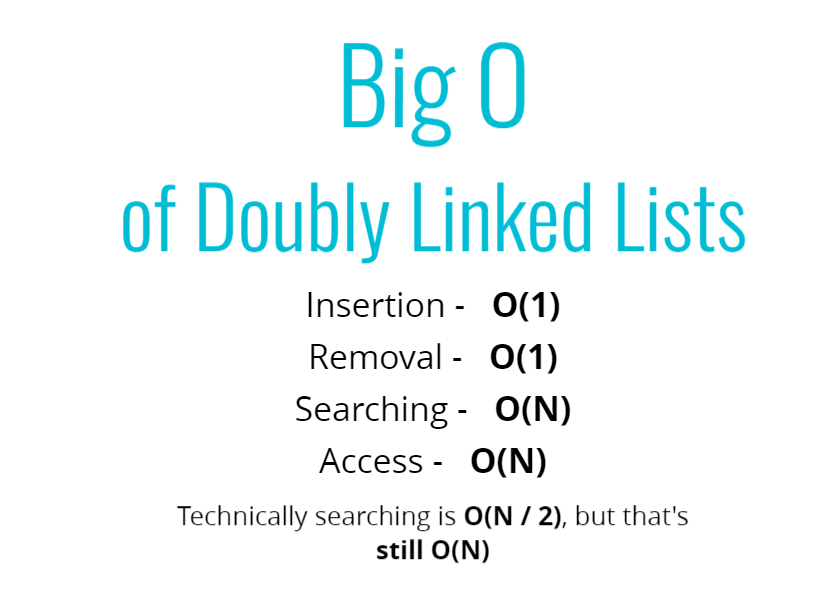 Big O
of Doubly Linked Lists
Insertion - O(1)
Removal - O(1)
Searching - O(N)
Access - O(N)
Technically searching is O(N / 2), but that's
still O(N)